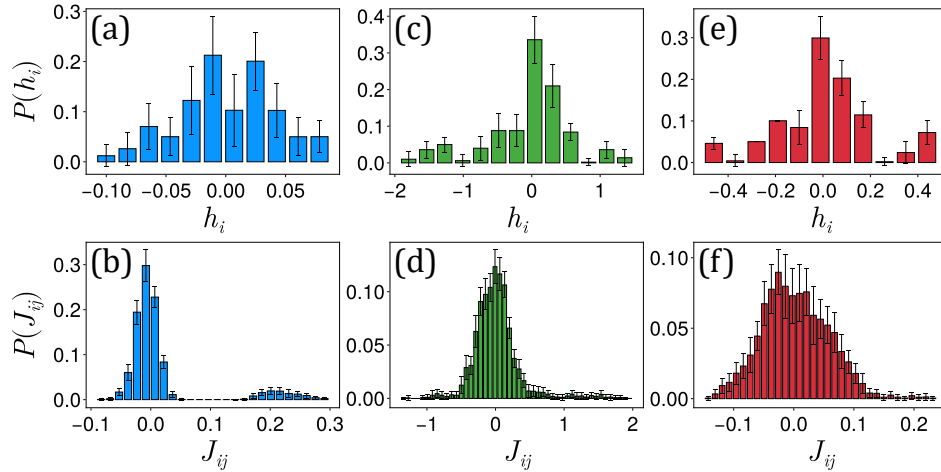 (a) (c) (e)
P(h_i)
0.3 0.2 0.1 0.0
−0.10 −0.05 0.00 0.05
h_i
0.4 0.3 0.2 0.1 0.0
−2 −1 0 1
h_i
0.4 0.3 0.2 0.1 0.0
−0.4 −0.2 0.0 0.2 0.4
h_i
(b) (d) (f)
P(J_ij)
0.3 0.2 0.1 0.0
−0.1 0.0 0.1 0.2 0.3
J_ij
0.10 0.05 0.00
−1 0 1 2
J_ij
0.10 0.05 0.00
−0.1 0.0 0.1 0.2
J_ij